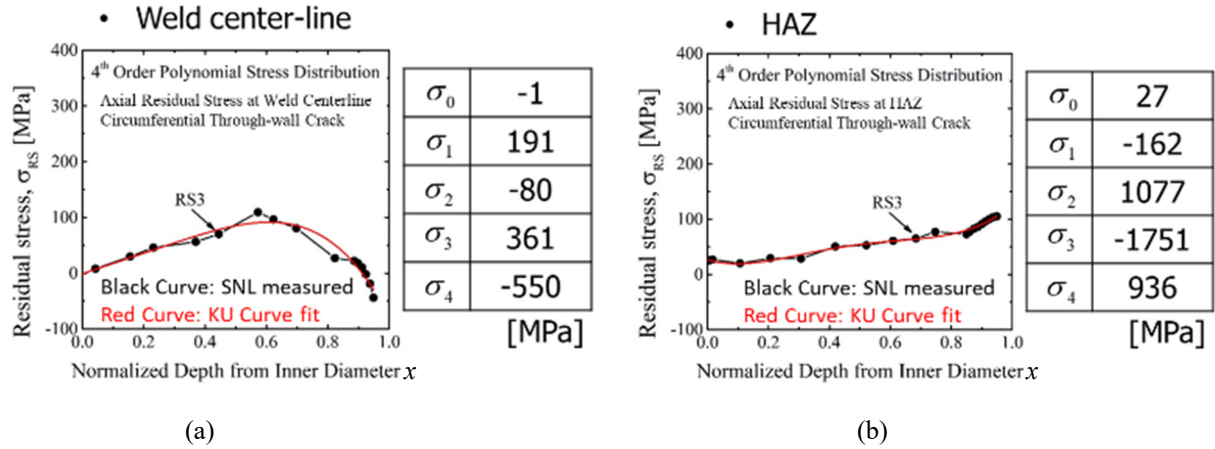 • Weld center-line
400
300
200
100
0
-100
Residual stress, σRS [MPa]
4th Order Polynomial Stress Distribution
Axial Residual Stress at Weld Centerline
Circumferential Through-wall Crack
RS3
Black Curve: SNL measured
Red Curve: KU Curve fit
0.0 0.2 0.4 0.6 0.8 1.0
Normalized Depth from Inner Diameter x
σ0 -1
σ1 191
σ2 -80
σ3 361
σ4 -550
[MPa]
(a)
• HAZ
400
300
200
100
0
-100
Residual stress, σRS [MPa]
4th Order Polynomial Stress Distribution
Axial Residual Stress at HAZ
Circumferential Through-wall Crack
RS3
Black Curve: SNL measured
Red Curve: KU Curve fit
0.0 0.2 0.4 0.6 0.8 1.0
Normalized Depth from Inner Diameter x
σ0 27
σ1 -162
σ2 1077
σ3 -1751
σ4 936
[MPa]
(b)